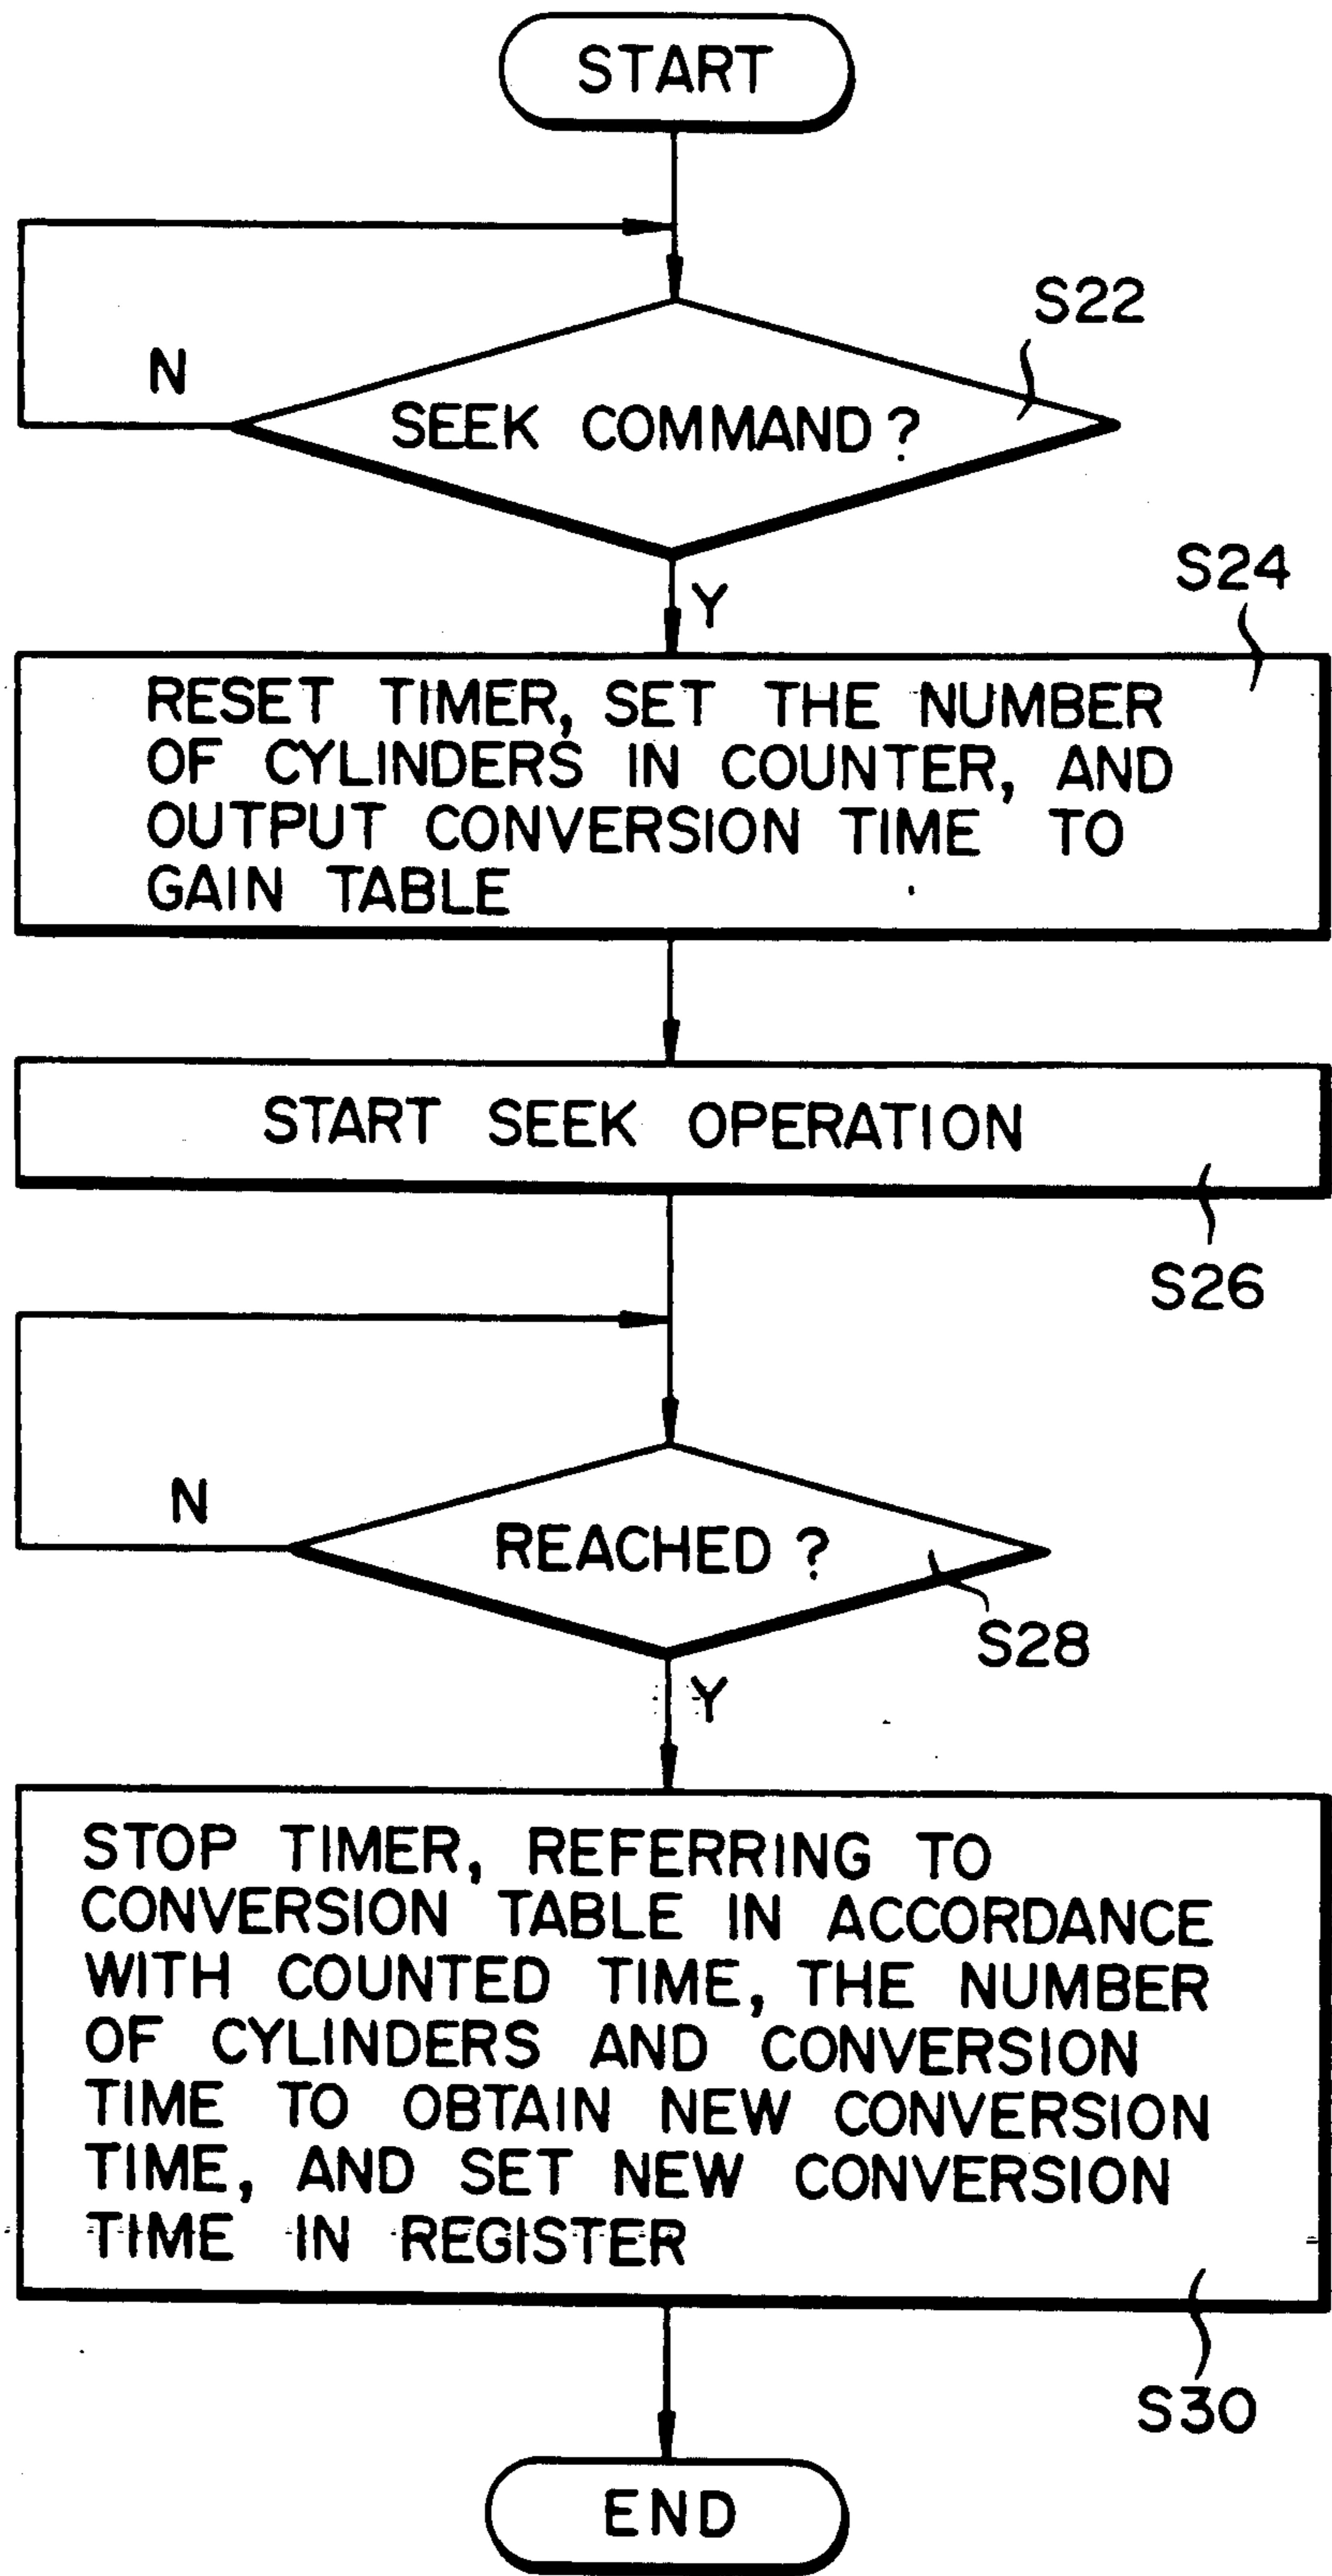 START
S22
N
SEEK COMMAND?
Y
S24
RESET TIMER, SET THE NUMBER
OF CYLINDERS IN COUNTER, AND
OUTPUT CONVERSION TIME TO
GAIN TABLE
START SEEK OPERATION
S26
N
REACHED?
S28
Y
STOP TIMER, REFERRING TO
CONVERSION TABLE IN ACCORDANCE
WITH COUNTED TIME, THE NUMBER
OF CYLINDERS AND CONVERSION
TIME TO OBTAIN NEW CONVERSION
TIME, AND SET NEW CONVERSION
TIME IN REGISTER
S30
END